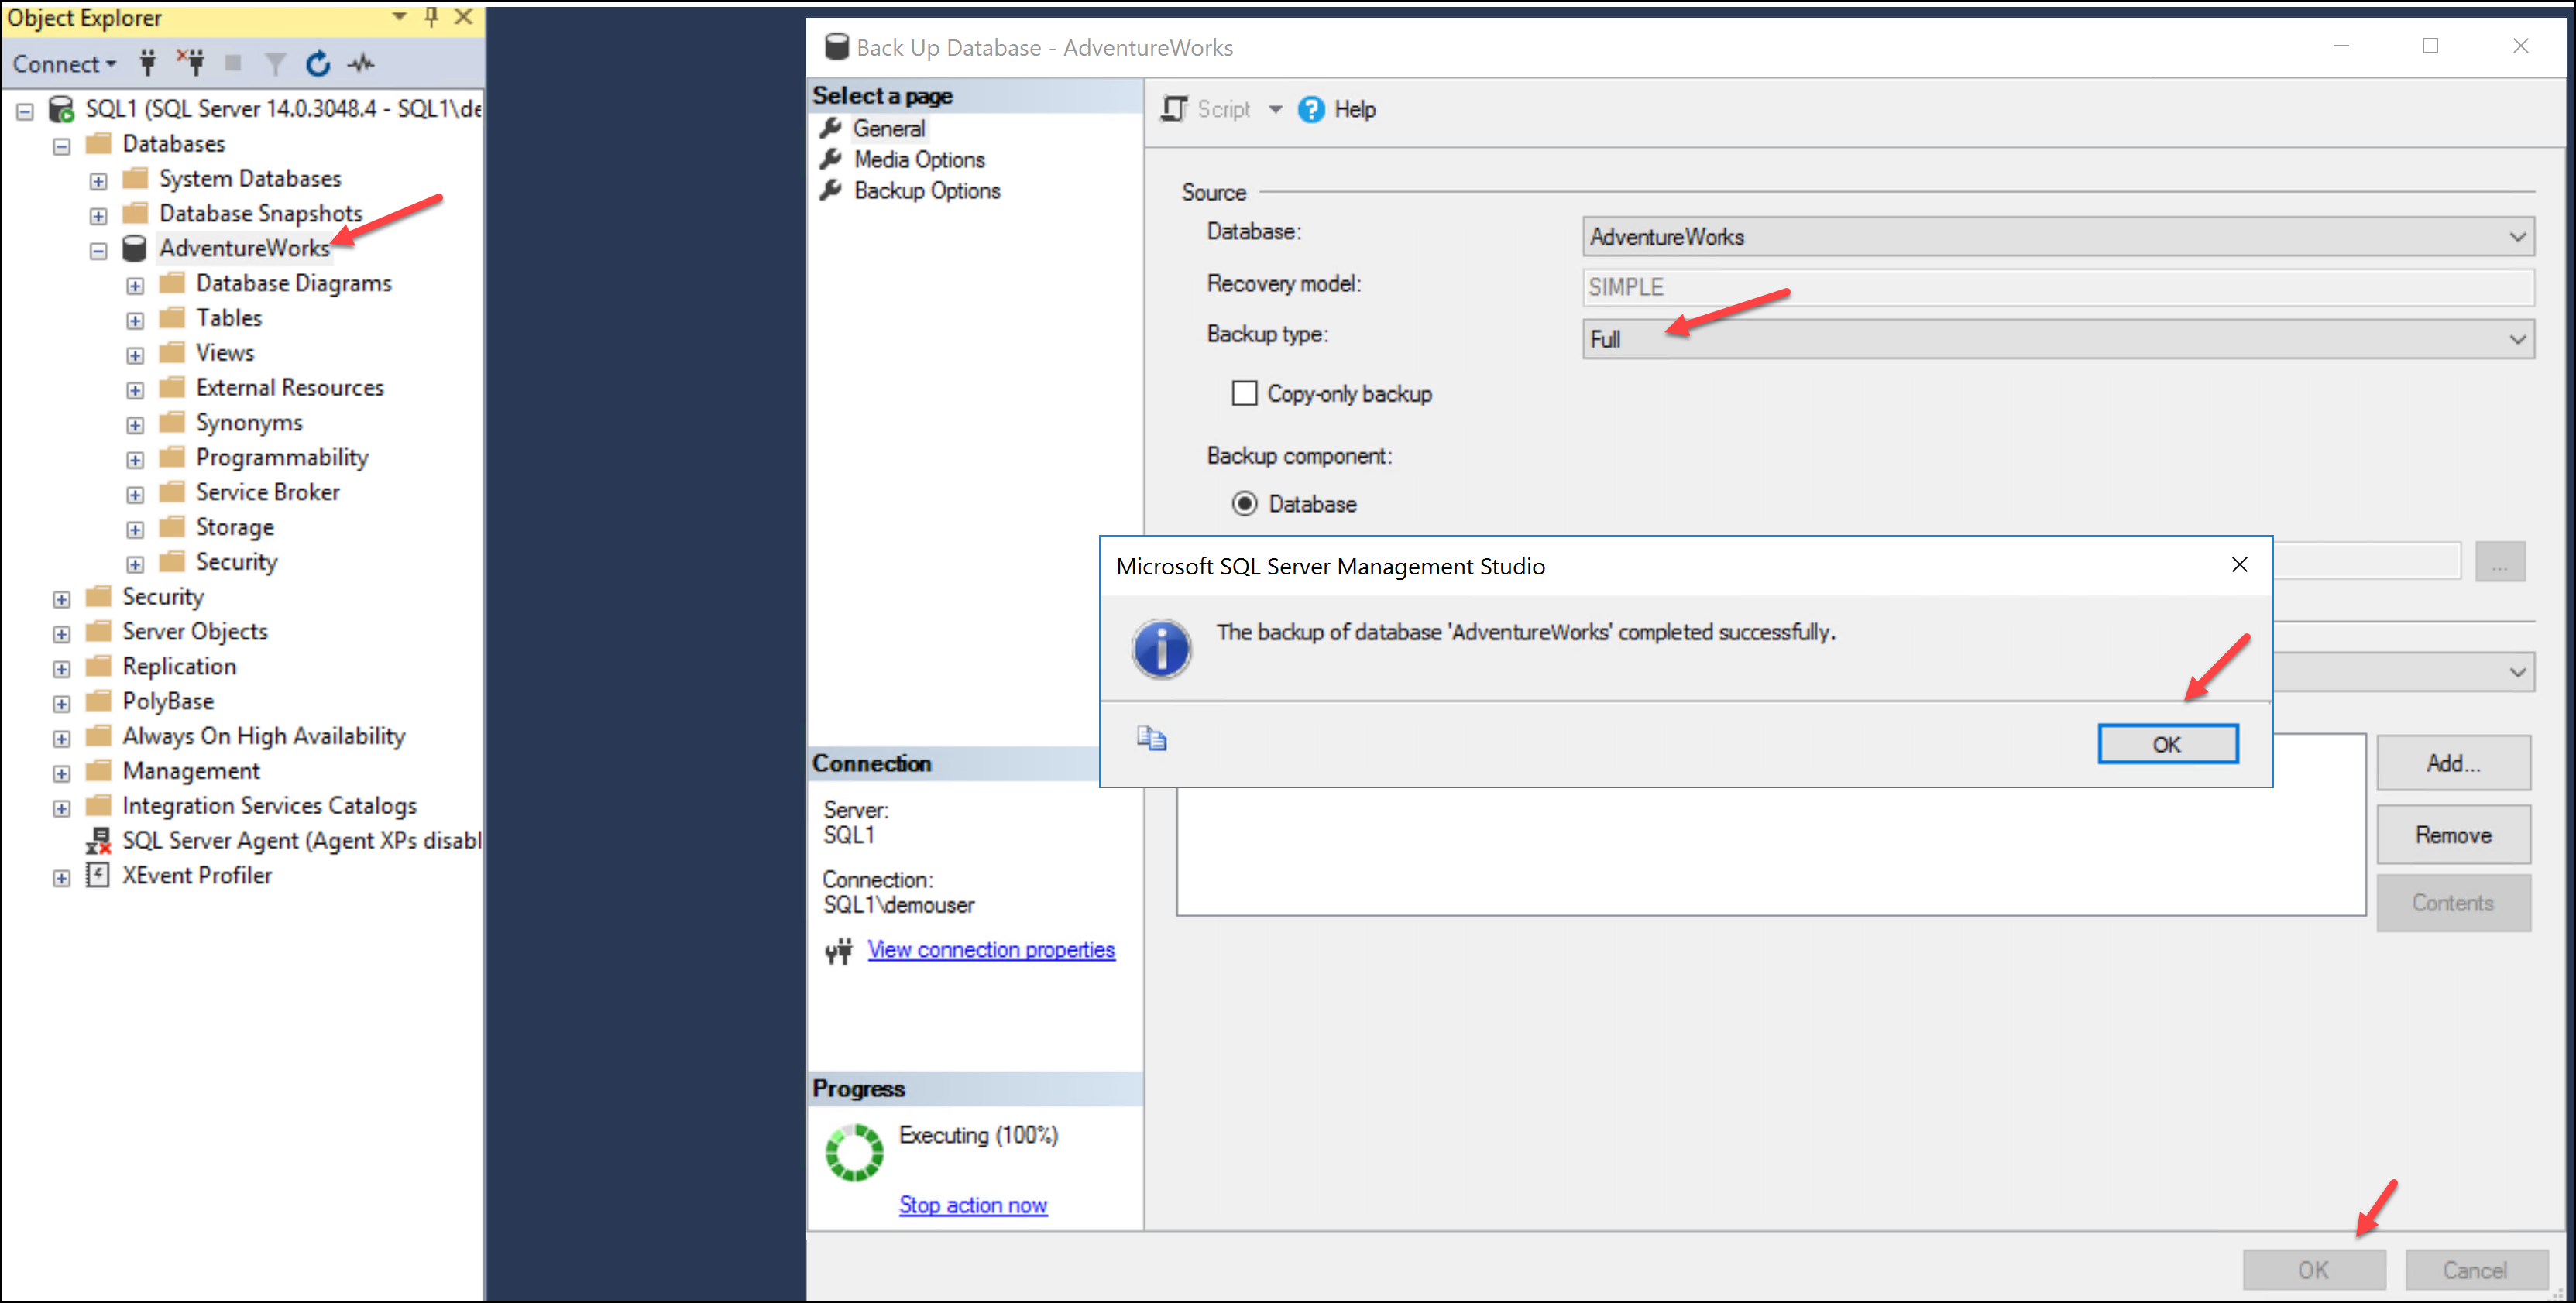 Object Explorer
Connect
SQL1 (SQL Server 14.0.3048.4 - SQL1\de
Databases
System Databases
Database Snapshots
AdventureWorks
Database Diagrams
Tables
Views
External Resources
Synonyms
Programmability
Service Broker
Storage
Security
Security
Server Objects
Replication
PolyBase
Always On High Availability
Management
Integration Services Catalogs
SQL Server Agent (Agent XPs disabl
XEvent Profiler
Back Up Database - AdventureWorks
Select a page
General
Media Options
Backup Options
Script
Help
Source
Database:
AdventureWorks
Recovery model:
SIMPLE
Backup type:
Full
Copy-only backup
Backup component:
Database
...
Microsoft SQL Server Management Studio
The backup of database 'AdventureWorks' completed successfully.
OK
Add...
Remove
Contents
Connection
Server:
SQL1
Connection:
SQL1\demouser
View connection properties
Progress
Executing (100%)
Stop action now
OK
Cancel